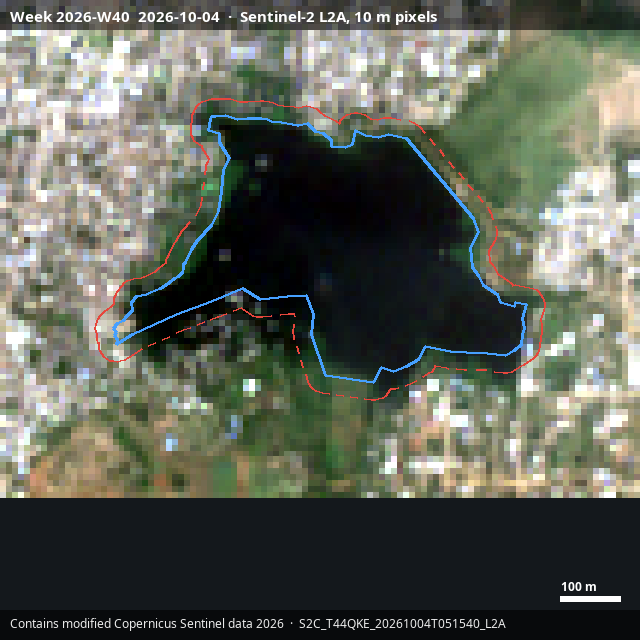 Week 2026-W40  2026-10-04  ·  Sentinel-2 L2A, 10 m pixels
100 m
Contains modified Copernicus Sentinel data 2026  ·  S2C_T44QKE_20261004T051540_L2A